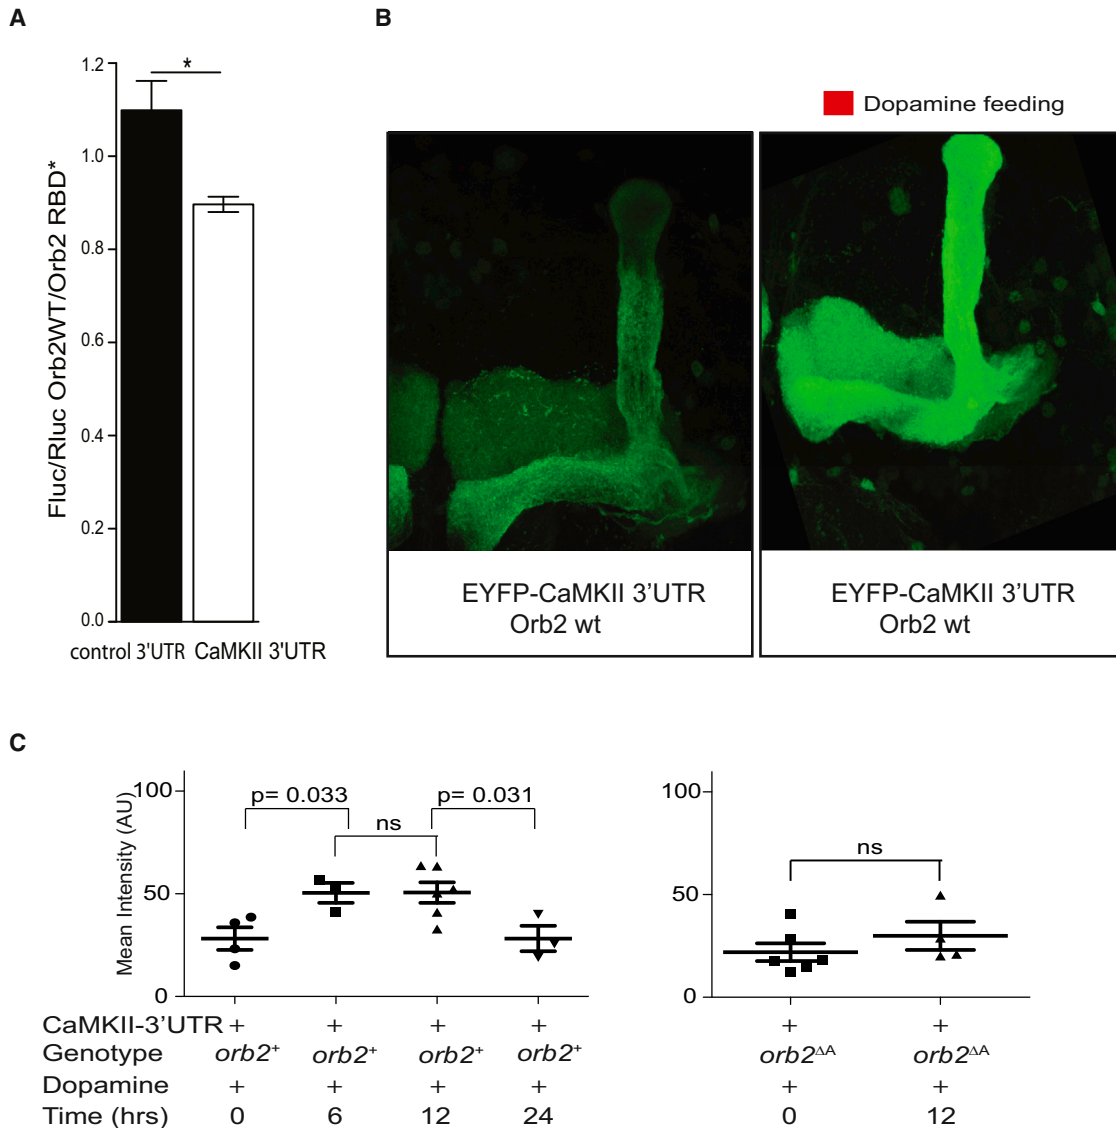 A
B
1.2
1.0
0.8
0.6
0.4
0.2
0.0
*
Fluc/Rluc Orb2WT/Orb2 RBD*
control 3'UTR CaMKII 3'UTR
Dopamine feeding
EYFP-CaMKII 3’UTR
Orb2 wt
EYFP-CaMKII 3’UTR
Orb2 wt
C
Mean Intensity (AU)
100
50
0
p= 0.033
ns
p= 0.031
100
50
0
ns
CaMKII-3’UTR + + + + + +
Genotype orb2⁺ orb2⁺ orb2⁺ orb2⁺ orb2ΔA orb2ΔA
Dopamine + + + + + +
Time (hrs) 0 6 12 24 0 12